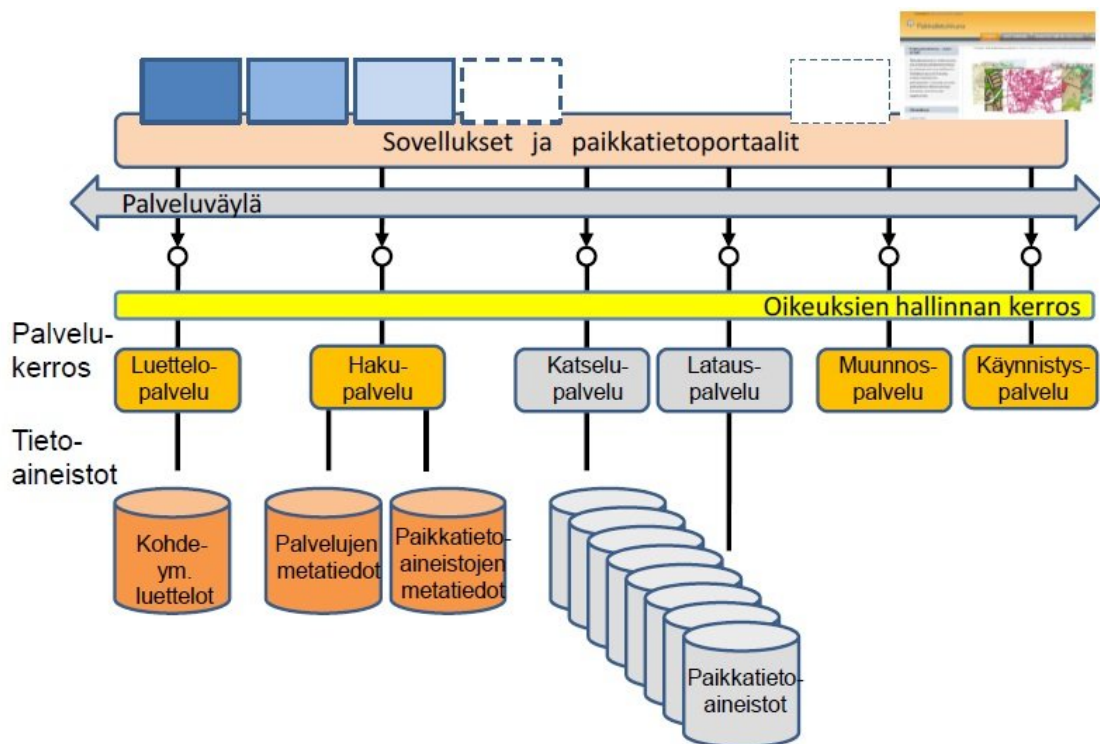 Sovellukset ja paikkatietoportaalit
Palveluväylä
Oikeuksien hallinnan kerros
Palvelu-
kerros
Luettelo-
palvelu
Haku-
palvelu
Katselu-
palvelu
Lataus-
palvelu
Muunnos-
palvelu
Käynnistys-
palvelu
Tieto-
aineistot
Kohde-
ym.
luettelot
Palvelujen
metatiedot
Paikkatieto-
aineistojen
metatiedot
Paikkatieto-
aineistot